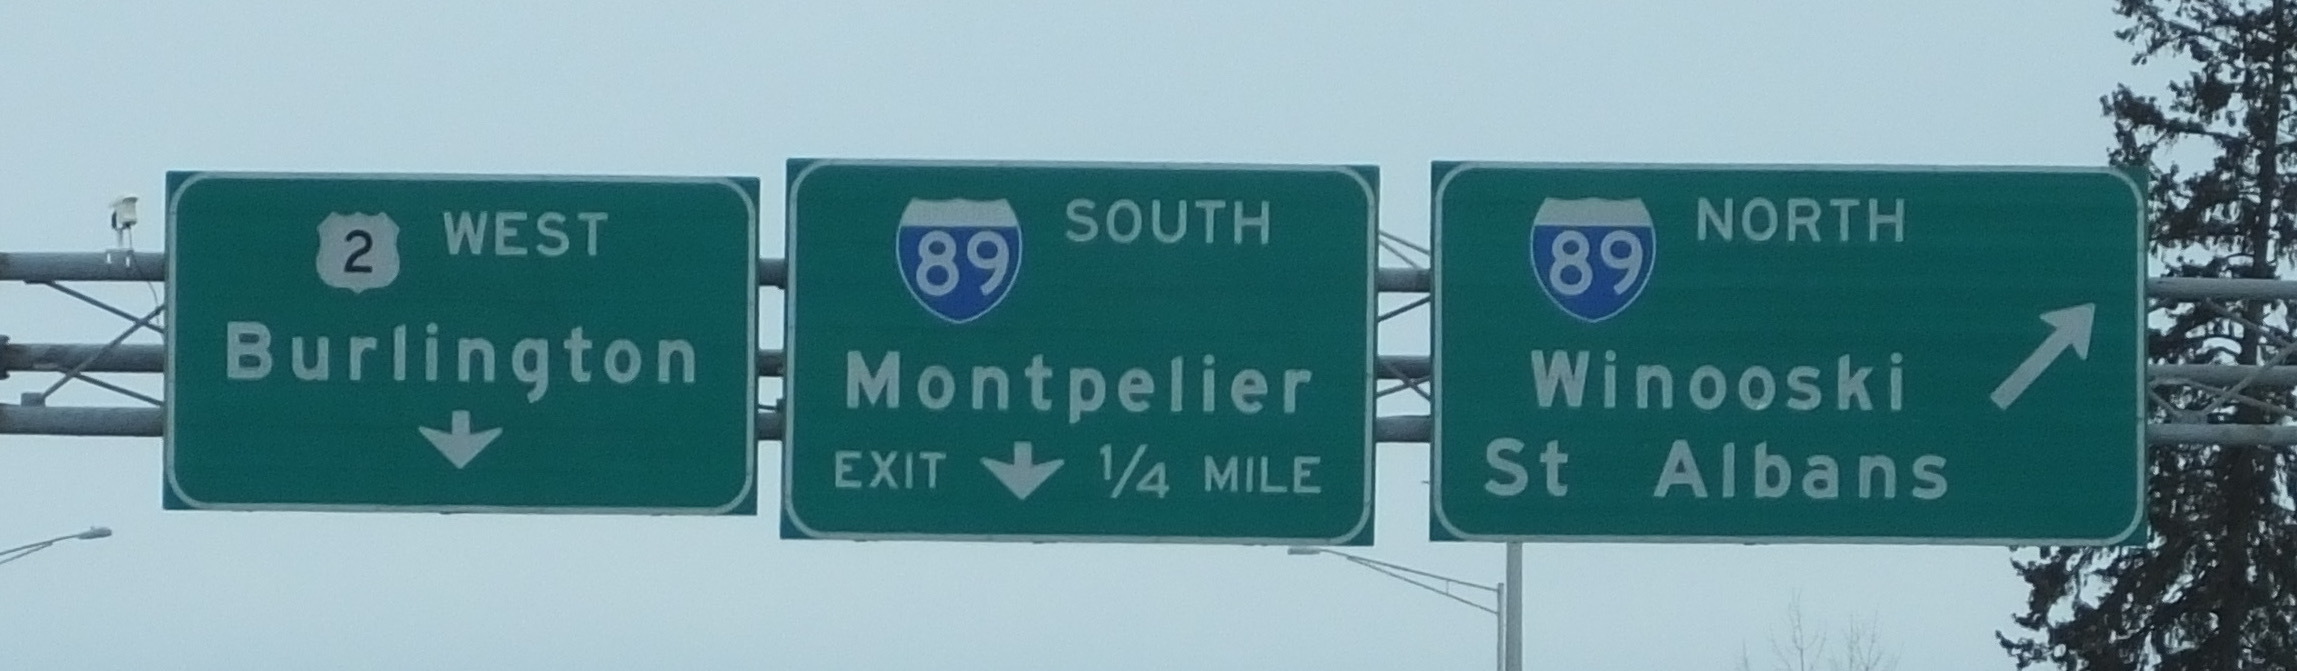 2 WEST
Burlington
89 SOUTH
Montpelier
EXIT 1/4 MILE
89 NORTH
Winooski
St Albans